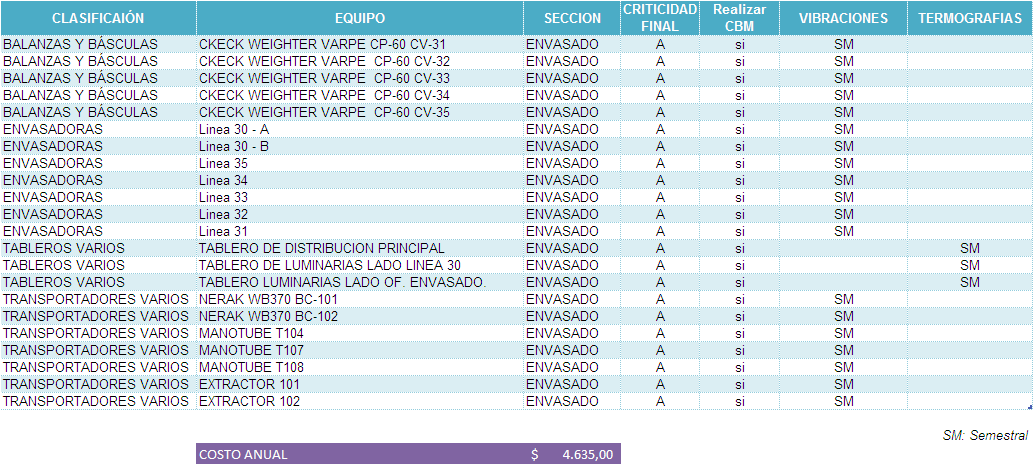 CLASIFICAIÓN EQUIPO SECCION CRITICIDAD FINAL Realizar CBM VIBRACIONES TERMOGRAFIAS
BALANZAS Y BÁSCULAS CKECK WEIGHTER VARPE CP-60 CV-31 ENVASADO A si SM
BALANZAS Y BÁSCULAS CKECK WEIGHTER VARPE CP-60 CV-32 ENVASADO A si SM
BALANZAS Y BÁSCULAS CKECK WEIGHTER VARPE CP-60 CV-33 ENVASADO A si SM
BALANZAS Y BÁSCULAS CKECK WEIGHTER VARPE CP-60 CV-34 ENVASADO A si SM
BALANZAS Y BÁSCULAS CKECK WEIGHTER VARPE CP-60 CV-35 ENVASADO A si SM
ENVASADORAS Linea 30 - A ENVASADO A si SM
ENVASADORAS Linea 30 - B ENVASADO A si SM
ENVASADORAS Linea 35 ENVASADO A si SM
ENVASADORAS Linea 34 ENVASADO A si SM
ENVASADORAS Linea 33 ENVASADO A si SM
ENVASADORAS Linea 32 ENVASADO A si SM
ENVASADORAS Linea 31 ENVASADO A si SM
TABLEROS VARIOS TABLERO DE DISTRIBUCION PRINCIPAL ENVASADO A si SM
TABLEROS VARIOS TABLERO DE LUMINARIAS LADO LINEA 30 ENVASADO A si SM
TABLEROS VARIOS TABLERO LUMINARIAS LADO OF. ENVASADO. ENVASADO A si SM
TRANSPORTADORES VARIOS NERAK WB370 BC-101 ENVASADO A si SM
TRANSPORTADORES VARIOS NERAK WB370 BC-102 ENVASADO A si SM
TRANSPORTADORES VARIOS MANOTUBE T104 ENVASADO A si SM
TRANSPORTADORES VARIOS MANOTUBE T107 ENVASADO A si SM
TRANSPORTADORES VARIOS MANOTUBE T108 ENVASADO A si SM
TRANSPORTADORES VARIOS EXTRACTOR 101 ENVASADO A si SM
TRANSPORTADORES VARIOS EXTRACTOR 102 ENVASADO A si SM
SM: Semestral
COSTO ANUAL $ 4.635,00